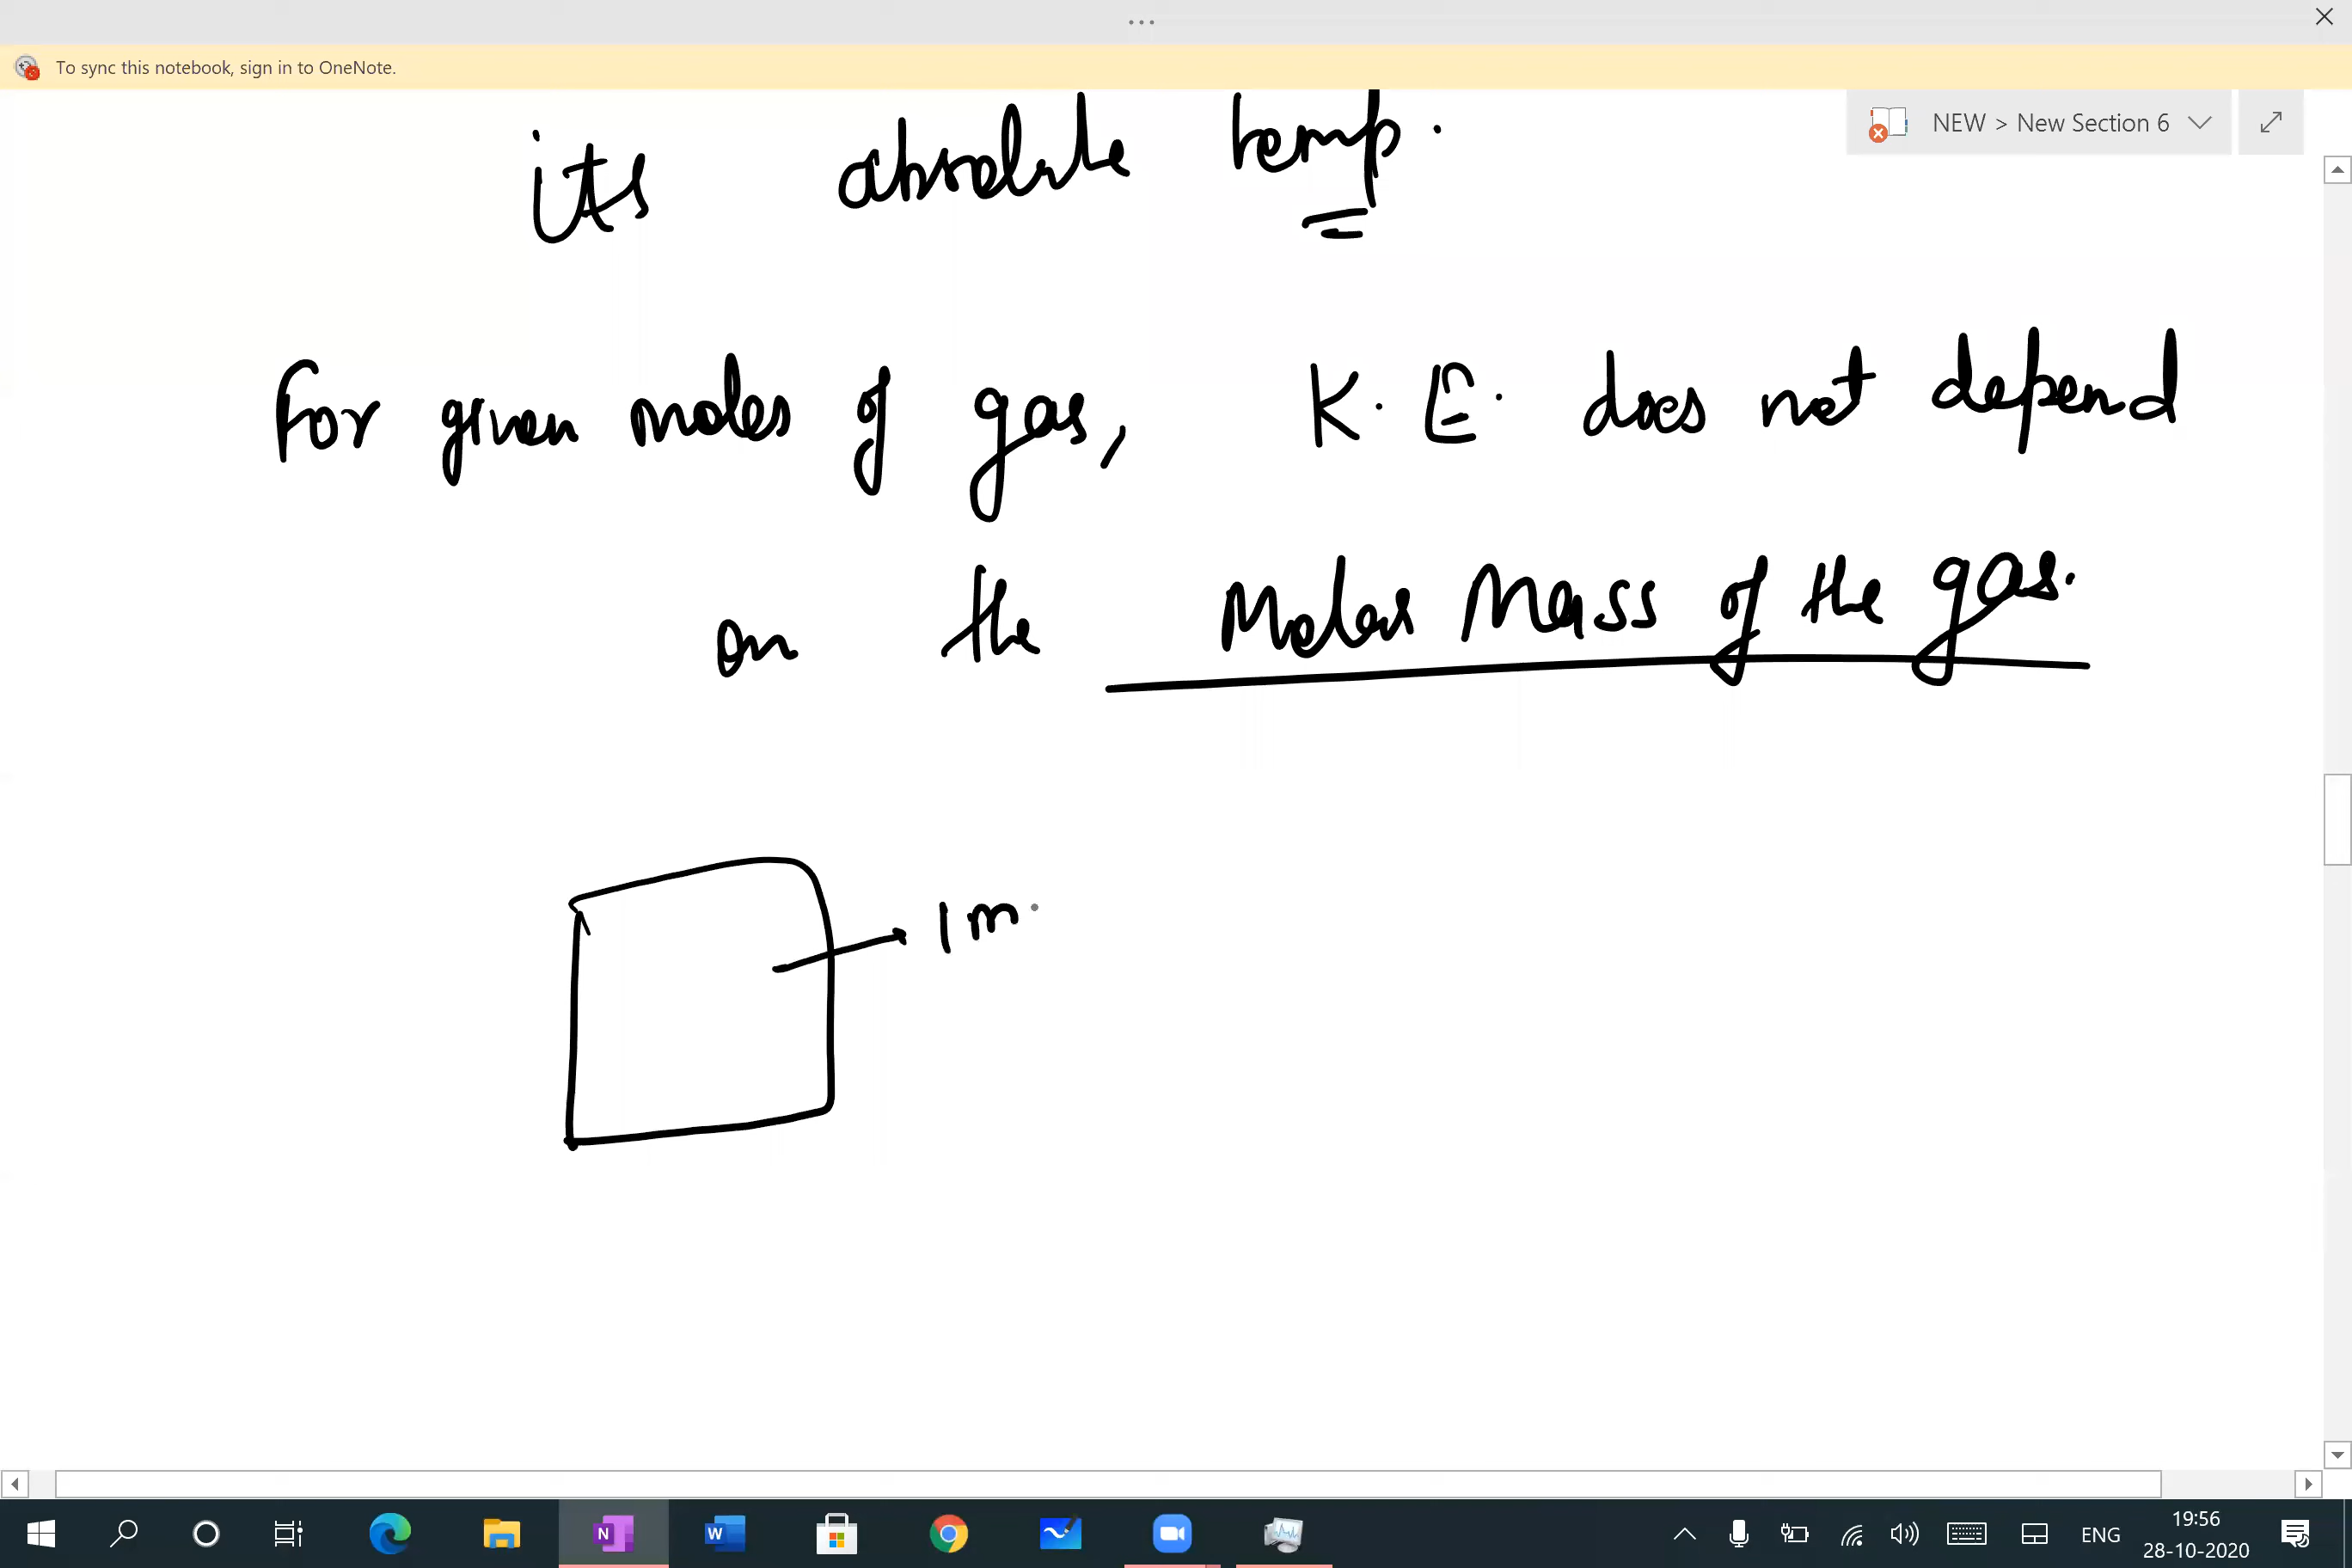 To sync this notebook, sign in to OneNote.
NEW > New Section 6
its absolute temp.
For given moles of gas, K.E. does not depend
on the Molar Mass of the gas.
1 m
N
W
ENG
19:56
28-10-2020